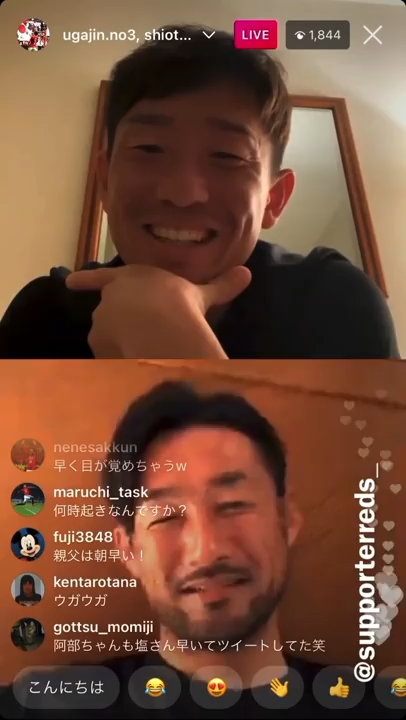 ugajin.no3, shiot...
LIVE
1,844
nenesakkun
早く目が覚めちゃうw
maruchi_task
何時起きなんですか？
fuji3848
親父は朝早い！
kentarotana
ウガウガ
gottsu_momiji
阿部ちゃんも塩さん早いてツイートしてた笑
こんにちは
@supporterreds_